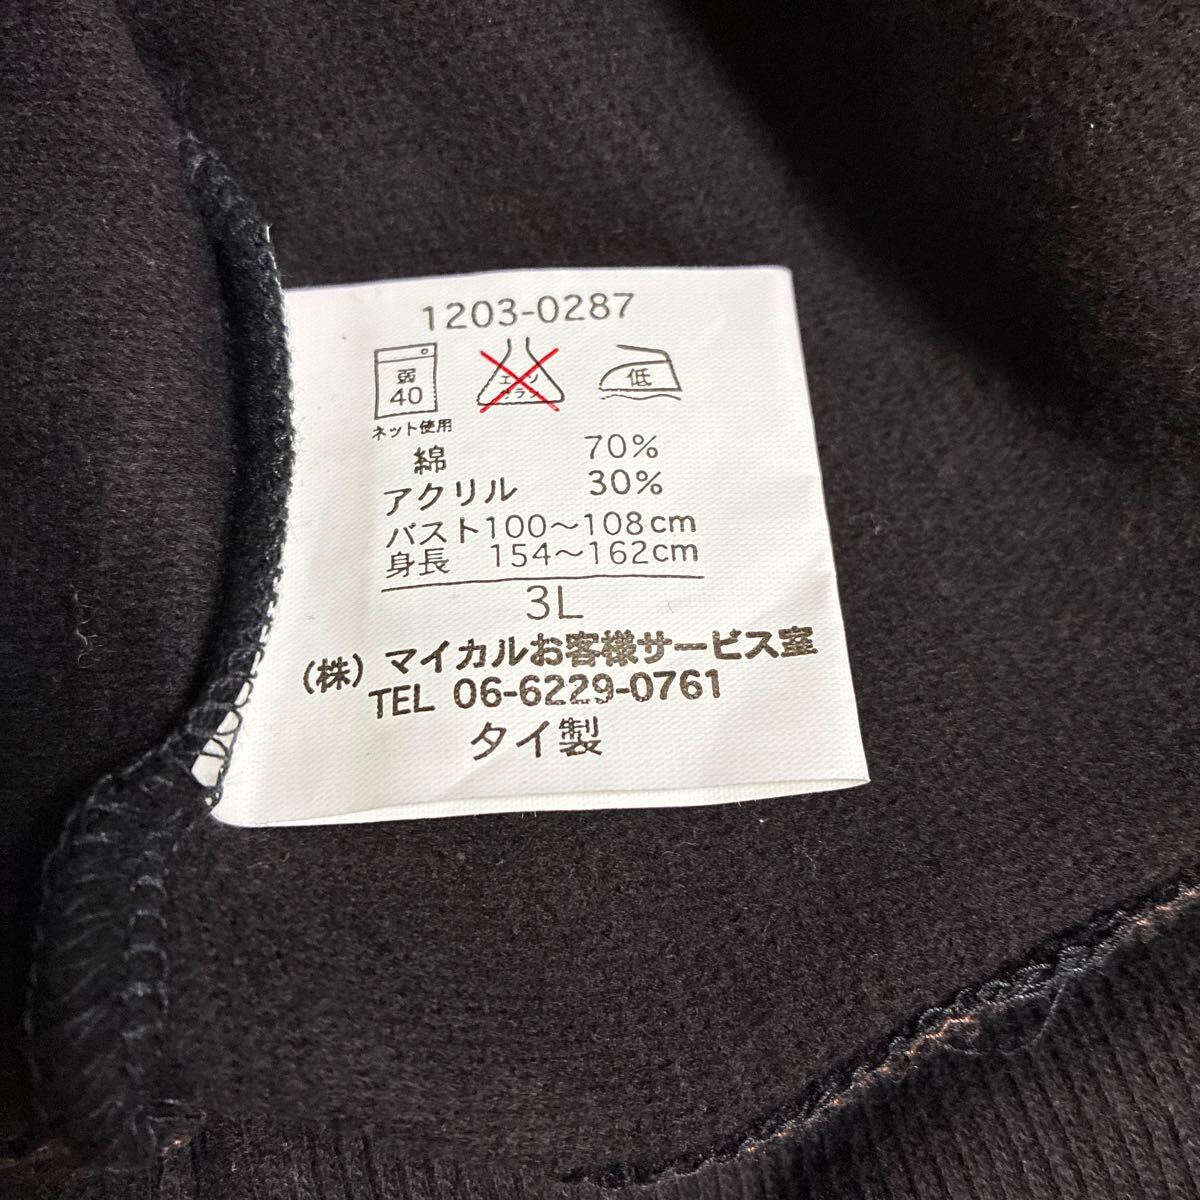 1203-0287
弱
40
エンソ
サラシ
低
ネット使用
綿 70%
アクリル 30%
バスト100～108cm
身長 154～162cm
3L
(株) マイカルお客様サービス室
TEL 06-6229-0761
タイ製